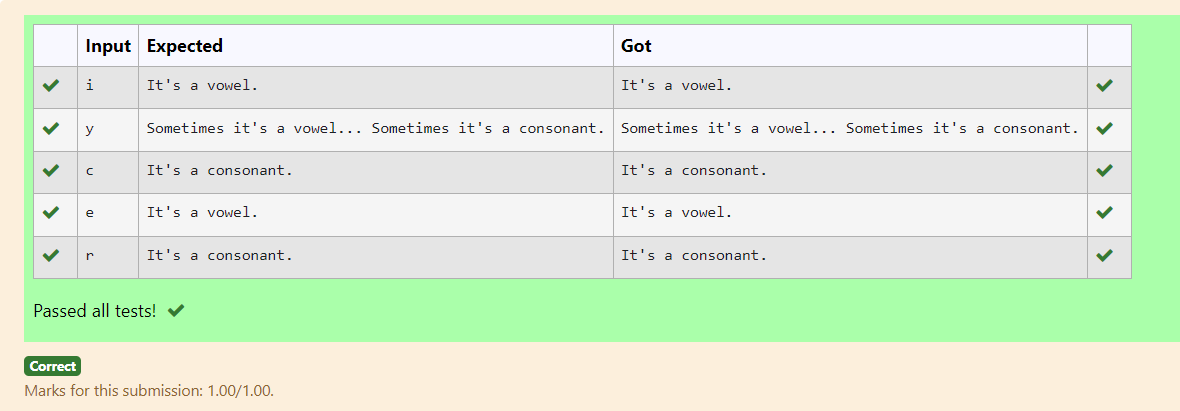 Input Expected Got
i It's a vowel. It's a vowel.
y Sometimes it's a vowel... Sometimes it's a consonant. Sometimes it's a vowel... Sometimes it's a consonant.
c It's a consonant. It's a consonant.
e It's a vowel. It's a vowel.
r It's a consonant. It's a consonant.
Passed all tests!
Correct
Marks for this submission: 1.00/1.00.